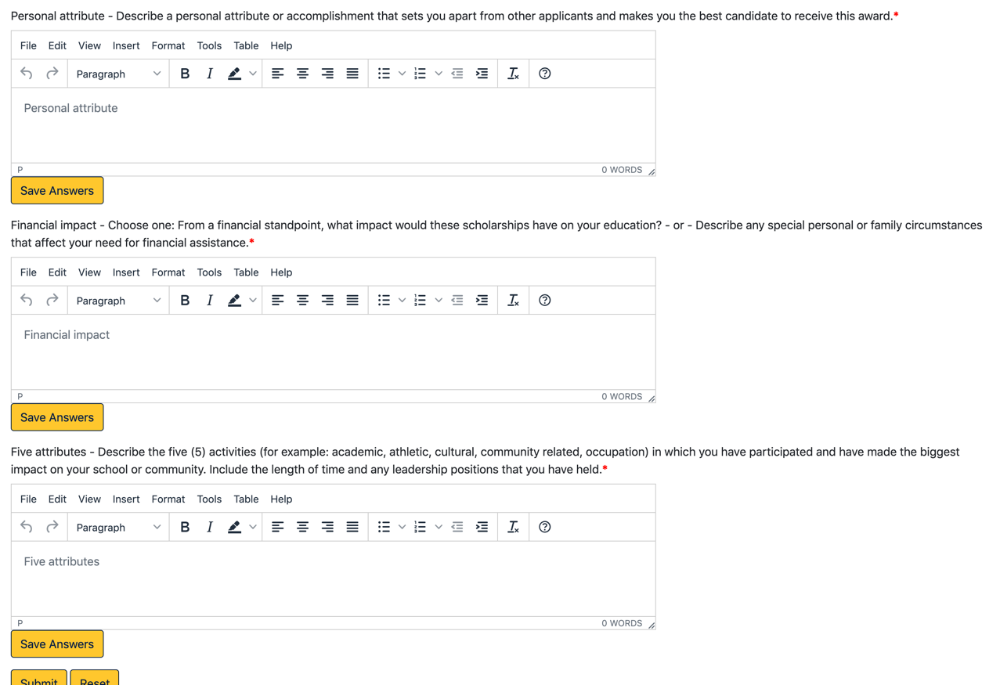 Personal attribute - Describe a personal attribute or accomplishment that sets you apart from other applicants and makes you the best candidate to receive this award.*
File Edit View Insert Format Tools Table Help
Paragraph B I
Personal attribute
P 0 WORDS
Save Answers
Financial impact - Choose one: From a financial standpoint, what impact would these scholarships have on your education? - or - Describe any special personal or family circumstances
that affect your need for financial assistance.*
File Edit View Insert Format Tools Table Help
Paragraph B I
Financial impact
P 0 WORDS
Save Answers
Five attributes - Describe the five (5) activities (for example: academic, athletic, cultural, community related, occupation) in which you have participated and have made the biggest
impact on your school or community. Include the length of time and any leadership positions that you have held.*
File Edit View Insert Format Tools Table Help
Paragraph B I
Five attributes
P 0 WORDS
Save Answers
Submit Reset